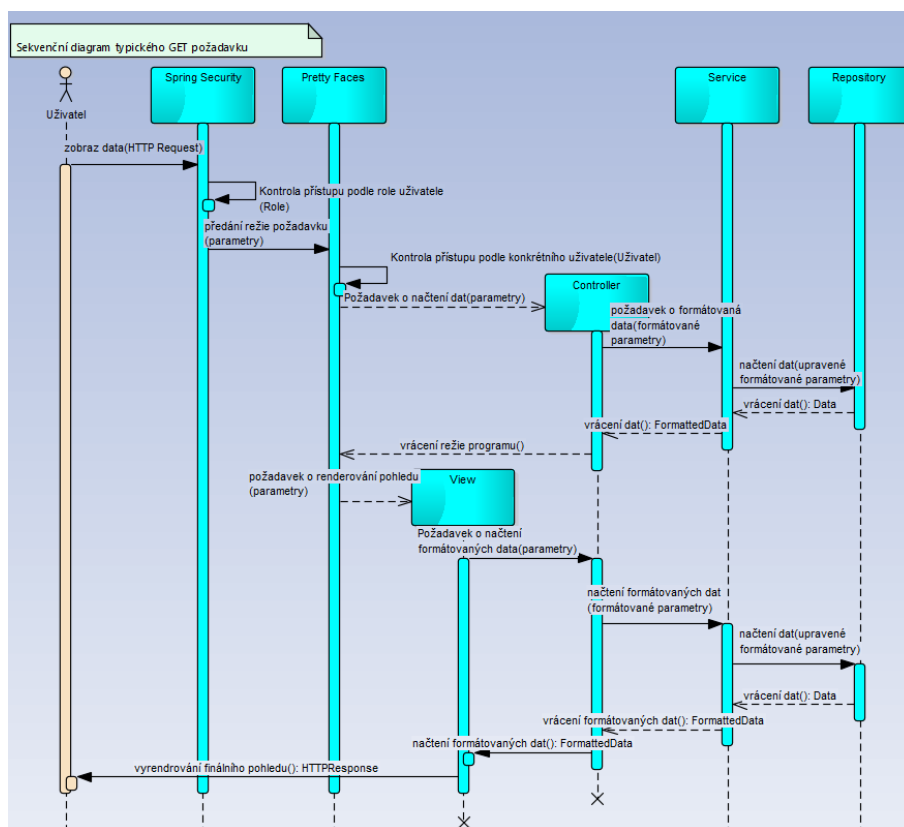 Sekvenční diagram typického GET požadavku
Spring Security
Pretty Faces
Service
Repository
Uživatel
zobraz data(HTTP Request)
Kontrola přístupu podle role uživatele
(Role)
předání režie požadavku
(parametry)
Kontrola přístupu podle konkrétního uživatele(Uživatel)
Controller
Požadavek o načtení dat(parametry)
požadavek o formátovaná
data(formátované
parametry)
načtení dat(upravené
formátované parametry)
vrácení dat(): Data
vrácení dat(): FormattedData
vrácení režie programu()
požadavek o renderování pohledu
(parametry)
View
Požadavek o načtení
formátovaných data(parametry)
načtení formátovaných dat
(formátované parametry)
načtení dat(upravené
formátované parametry)
vrácení dat(): Data
vrácení formátovaných dat(): FormattedData
načtení formátovaných dat(): FormattedData
vyrendrování finálního pohledu(): HTTPResponse